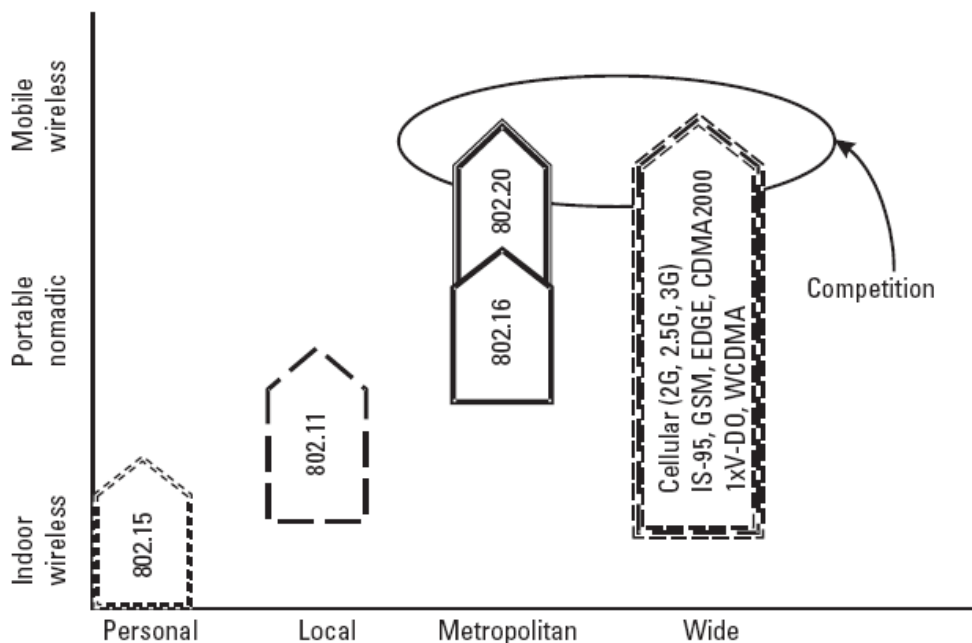 Mobile
wireless
Portable
nomadic
Indoor
wireless
802.15
802.11
802.20
802.16
Cellular (2G, 2.5G, 3G)
IS-95, GSM, EDGE, CDMA2000
1xV-DO, WCDMA
Competition
Personal
Local
Metropolitan
Wide